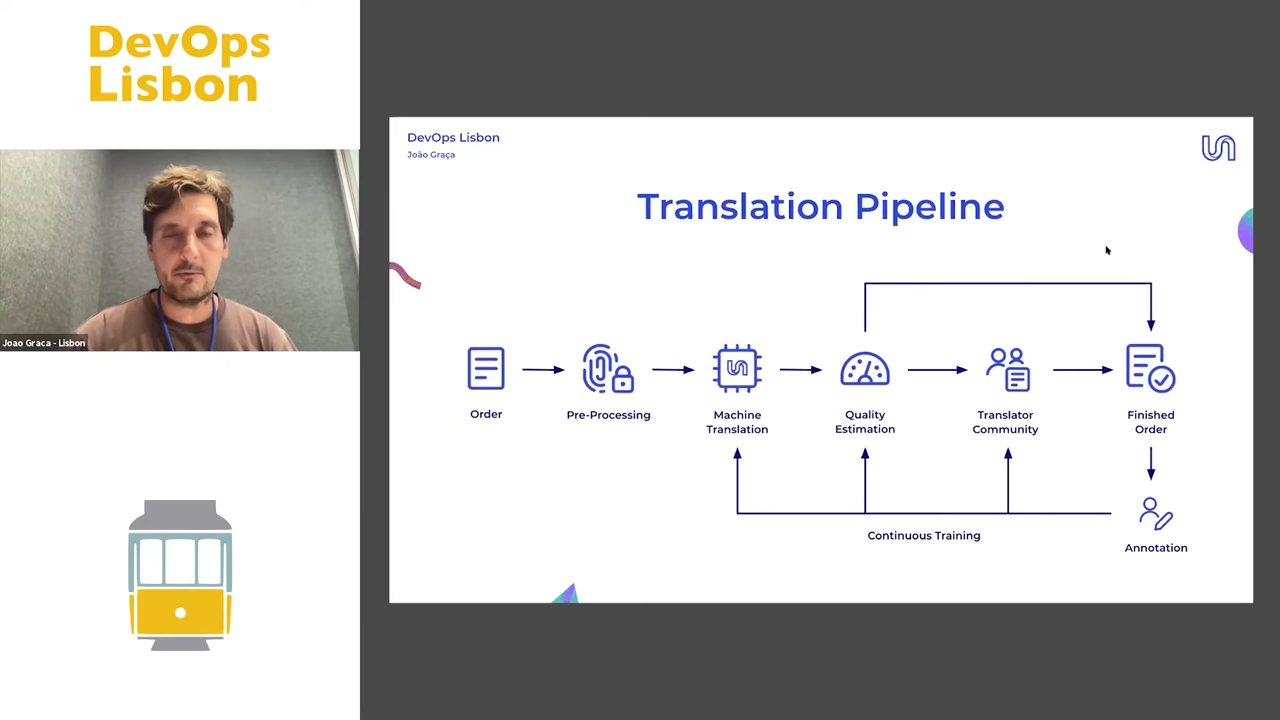 DevOps
Lisbon
Joao Graca - Lisbon
DevOps Lisbon
João Graça
Translation Pipeline
Order
Pre-Processing
Machine
Translation
Quality
Estimation
Translator
Community
Finished
Order
Continuous Training
Annotation